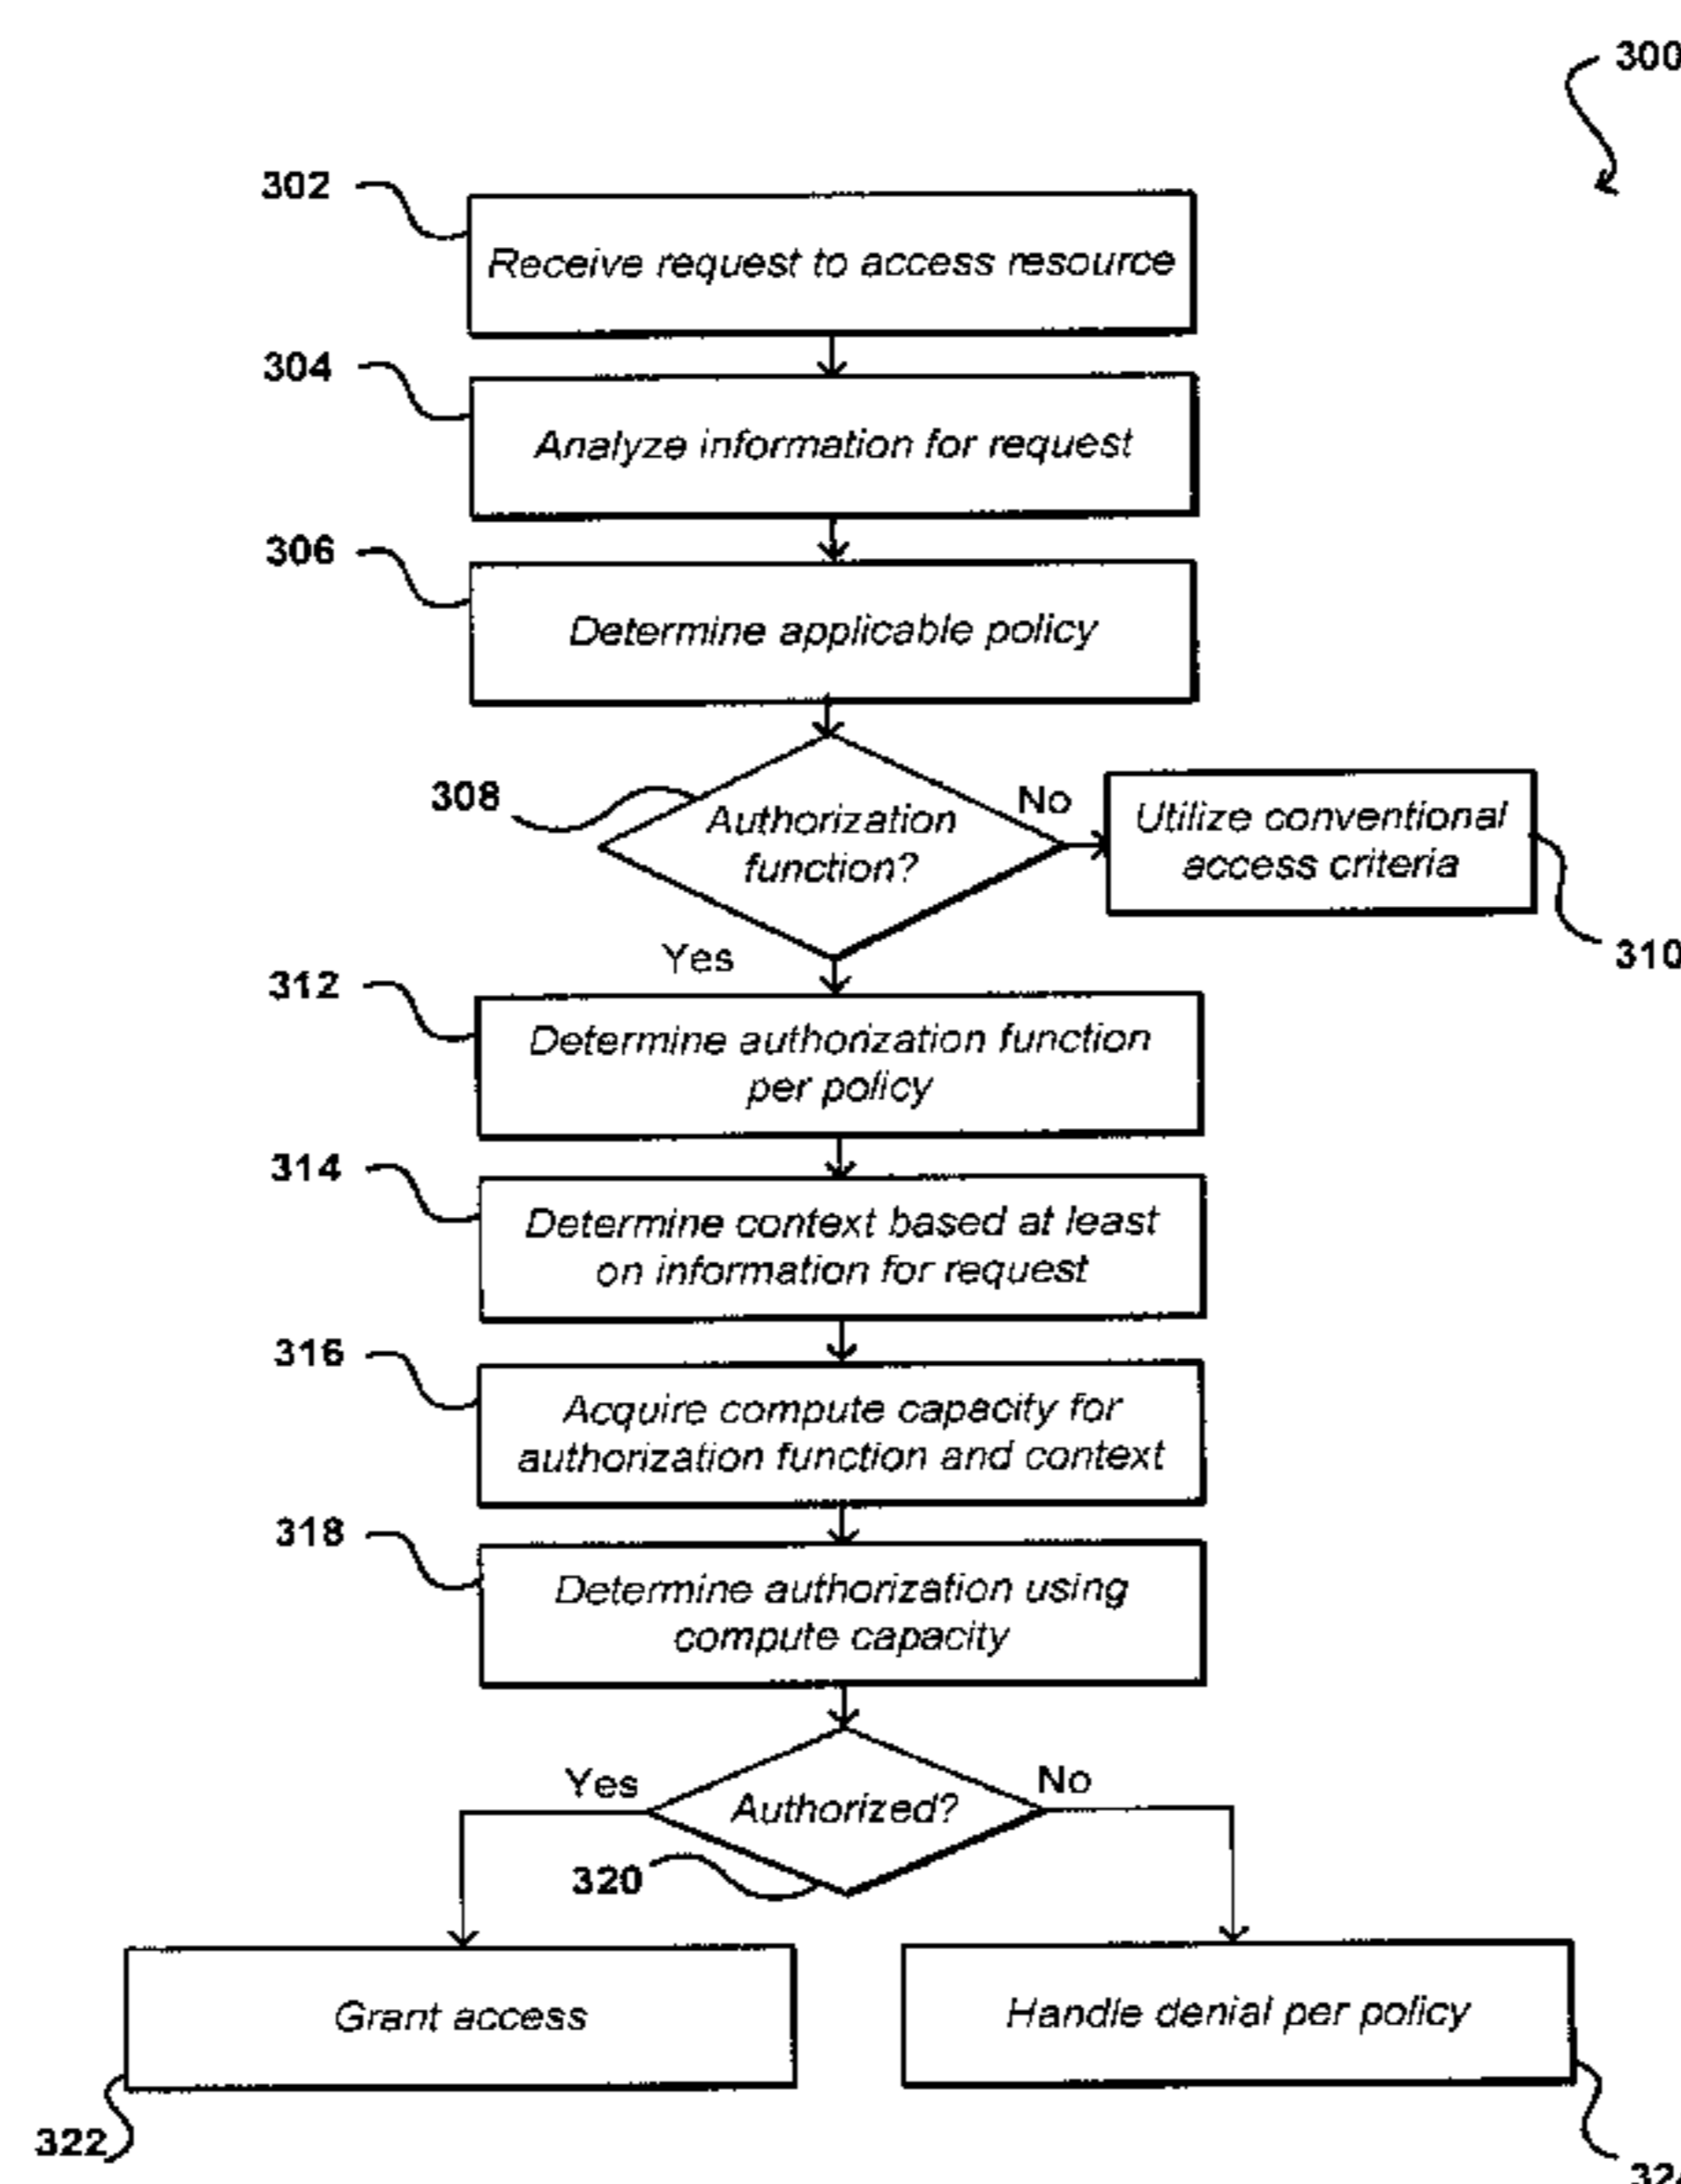 300
302
Receive request to access resource
304
Analyze information for request
306
Determine applicable policy
308
Authorization
function?
No
Utilize conventional
access criteria
310
Yes
312
Determine authorization function
per policy
314
Determine context based at least
on information for request
316
Acquire compute capacity for
authorization function and context
318
Determine authorization using
compute capacity
Yes
Authorized?
No
320
Grant access
Handle denial per policy
322